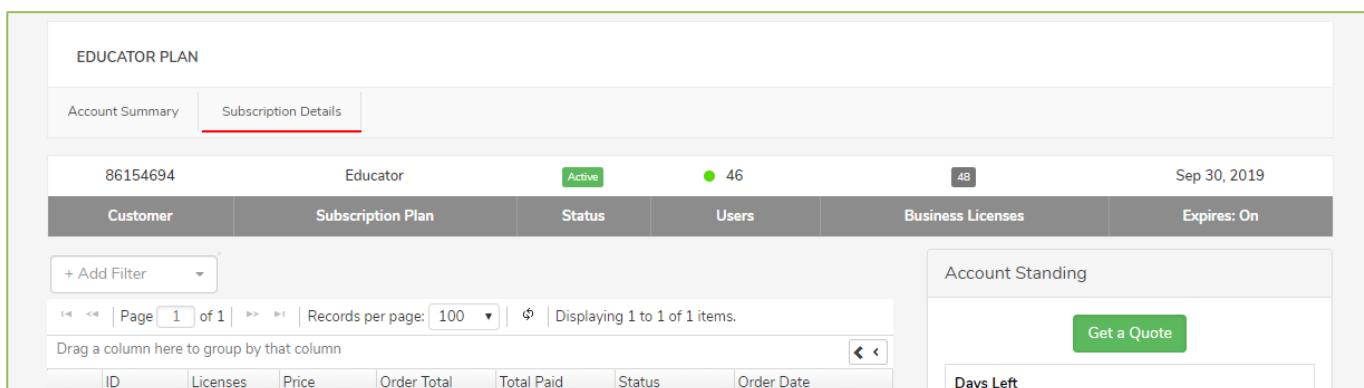 EDUCATOR PLAN
Account Summary Subscription Details
86154694 Educator Active 46 48 Sep 30, 2019
Customer Subscription Plan Status Users Business Licenses Expires: On
+ Add Filter
Account Standing
Page 1 of 1 Records per page: 100 Displaying 1 to 1 of 1 items.
Get a Quote
Drag a column here to group by that column
ID Licenses Price Order Total Total Paid Status Order Date
Days Left